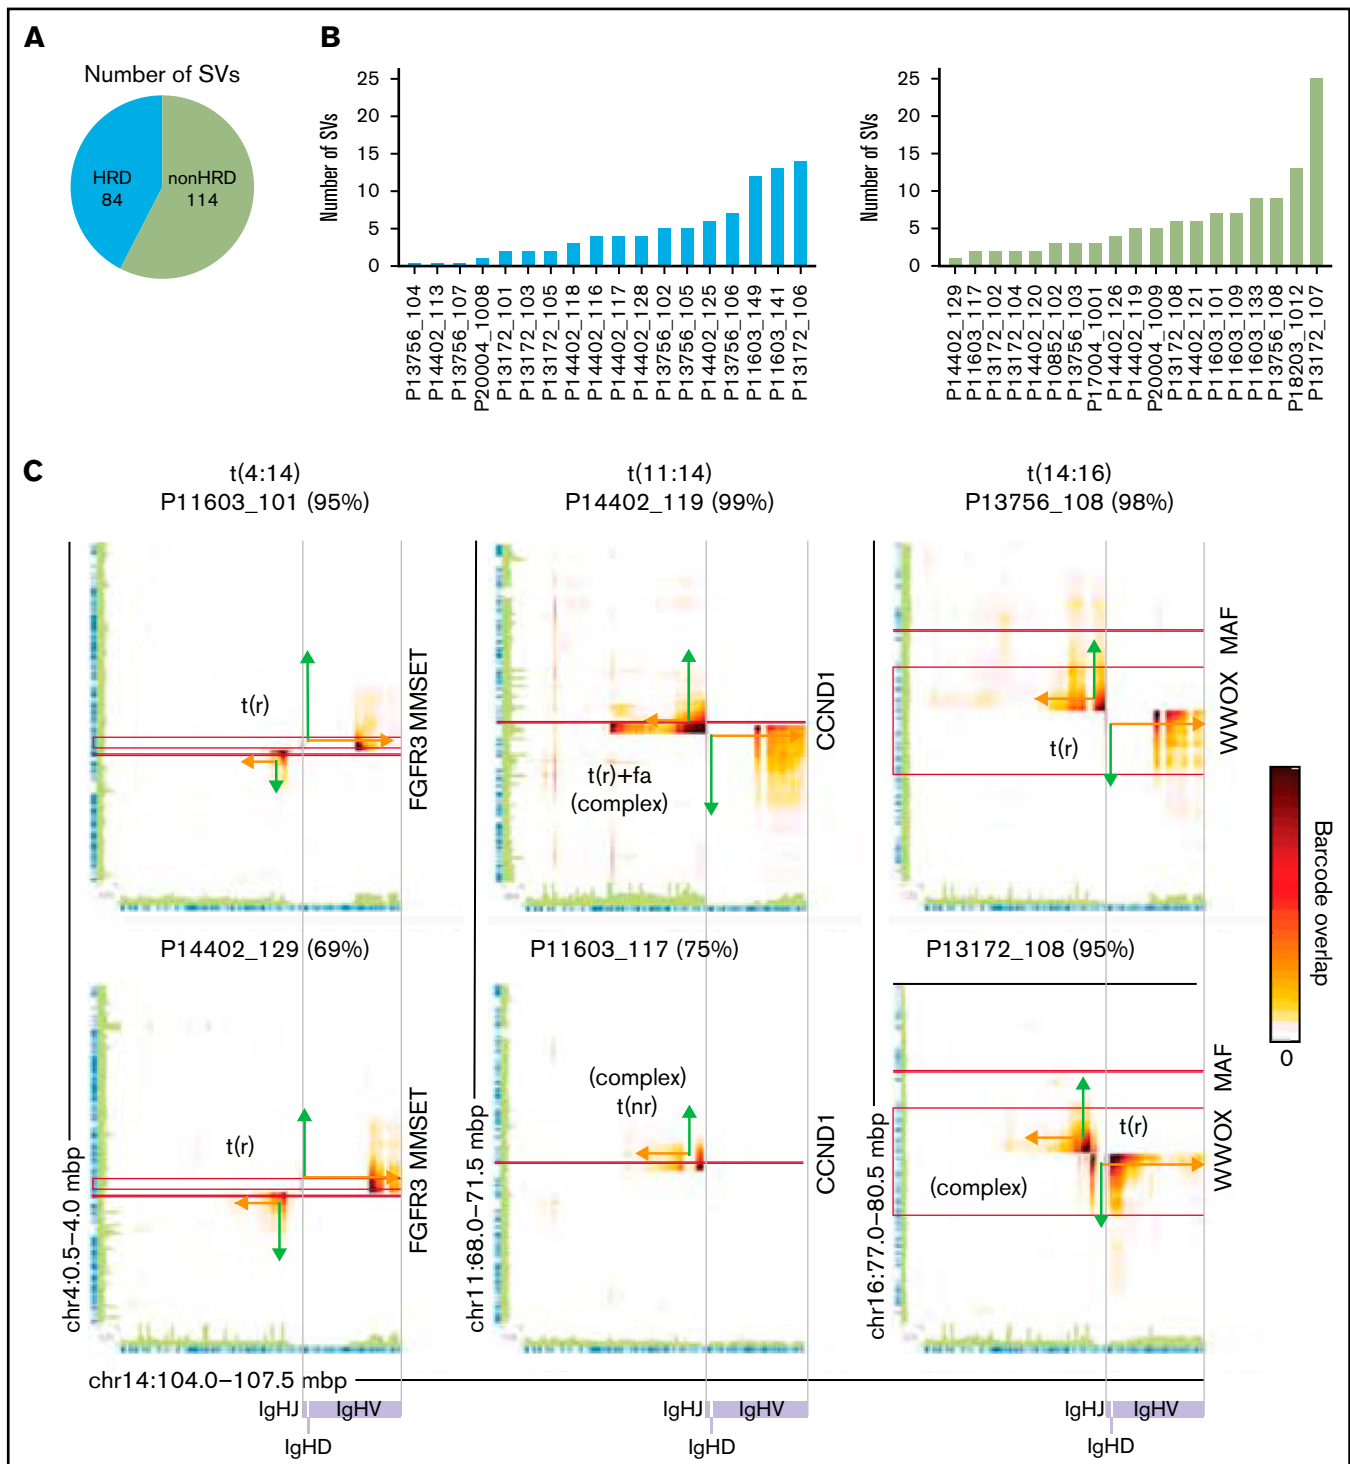 A
Number of SVs
HRD
84
nonHRD
114
B
Number of SVs
25
20
15
10
5
0
P13756_104
P14402_113
P13756_107
P20004_1008
P13172_101
P13172_103
P13172_105
P14402_118
P14402_116
P14402_117
P14402_128
P13756_102
P13756_105
P14402_125
P13756_106
P11603_149
P11603_141
P13172_106
Number of SVs
25
20
15
10
5
0
P14402_129
P11603_117
P13172_102
P13172_104
P14402_120
P10852_102
P13756_103
P17004_1001
P14402_126
P14402_119
P20004_1009
P13172_108
P14402_121
P11603_101
P11603_109
P11603_133
P13756_108
P18203_1012
P13172_107
C
t(4:14)
P11603_101 (95%)
t(r)
FGFR3 MMSET
t(11:14)
P14402_119 (99%)
t(r)+fa
(complex)
CCND1
t(14:16)
P13756_108 (98%)
t(r)
WWOX MAF
P14402_129 (69%)
t(r)
FGFR3 MMSET
chr4:0.5–4.0 mbp
P11603_117 (75%)
(complex)
t(nr)
CCND1
chr11:68.0–71.5 mbp
P13172_108 (95%)
t(r)
(complex)
WWOX MAF
chr16:77.0–80.5 mbp
Barcode overlap
0
chr14:104.0–107.5 mbp
IgHJ
IgHV
IgHD
IgHJ
IgHV
IgHD
IgHJ
IgHV
IgHD